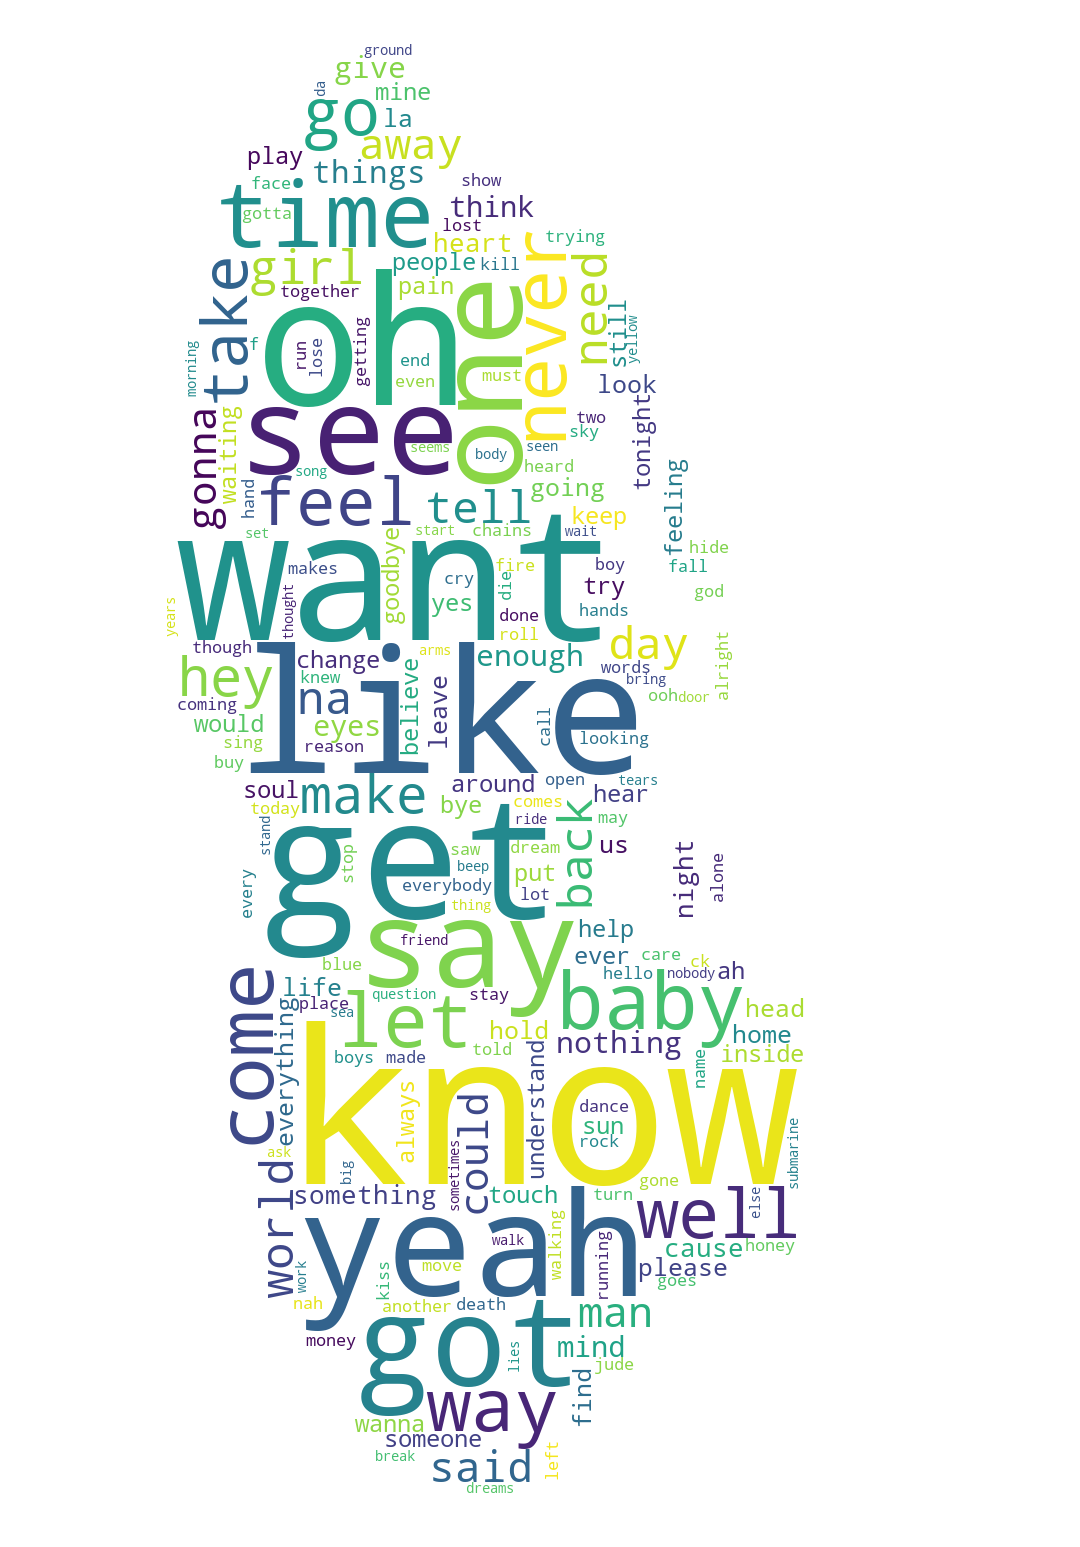 ground
give
da
mine
go
la
away
play
things
face
show
time
think
gotta
lost
heart
trying
never
girl
people
kill
need
take
together
pain
oh
one
still
yellow
getting
run
lose
f
morning
end
even
must
look
see
two
tonight
sky
gonna
waiting
seems
body
seen
heard
song
feel
hand
tell
going
feeling
keep
set
goodbye
start
chains
wait
want
hide
makes
fire
boy
fall
cry
die
try
god
thought
yes
years
done
hands
roll
though
change
arms
enough
day
like
hey
knew
believe
leave
words
bring
alright
coming
na
ooh
door
would
eyes
call
sing
reason
looking
buy
soul
make
around
open
tears
hear
today
bye
comes
get
ride
back
may
stand
stop
saw
dream
us
beep
night
alone
every
everybody
put
lot
thing
say
friend
help
blue
ever
care
ck
come
life
hello
nobody
ah
question
stay
baby
place
sea
let
head
everything
hold
nothing
home
boys
made
told
inside
know
understand
name
always
could
dance
sun
rock
submarine
ask
big
sometimes
gone
world
something
touch
turn
else
yeah
well
walk
walking
cause
honey
work
kiss
move
running
please
goes
nah
another
death
got
man
money
mind
lies
jude
find
way
wanna
someone
break
said
left
dreams